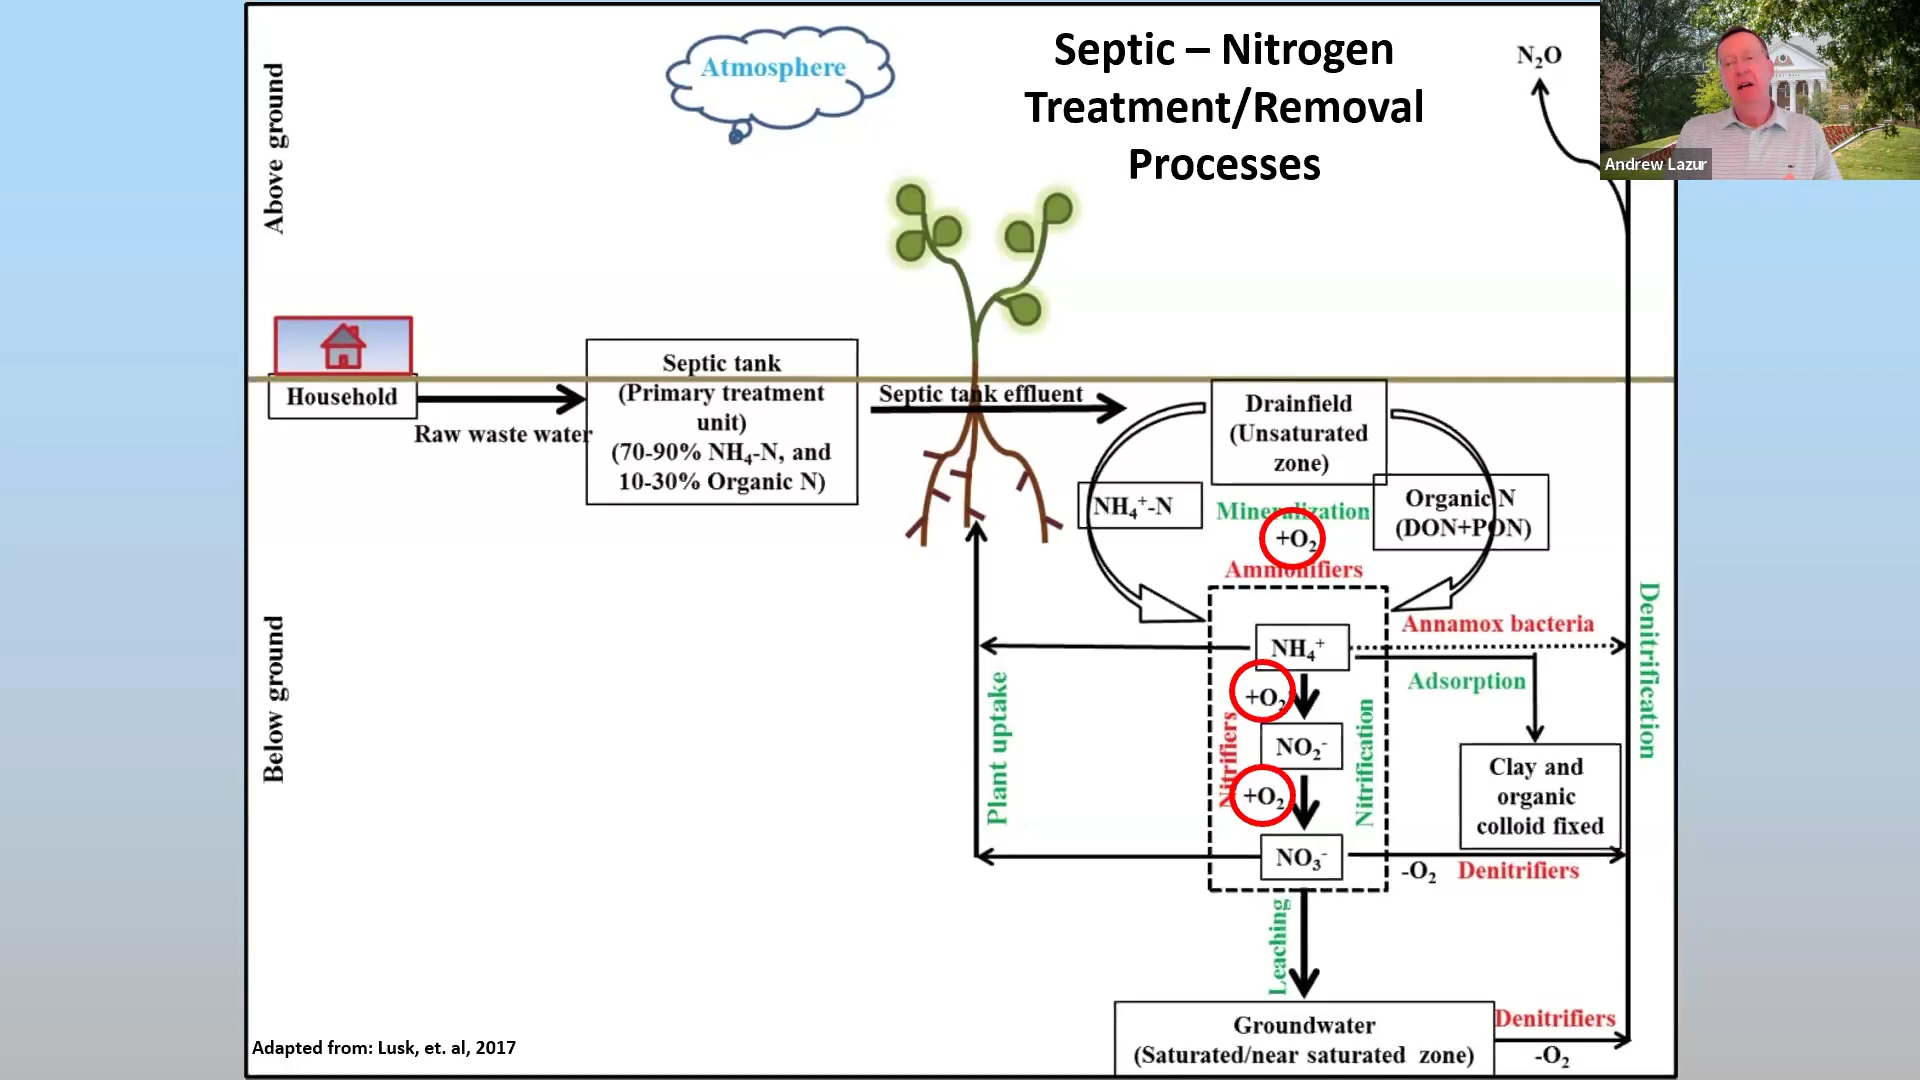 Septic – Nitrogen
Treatment/Removal
Processes
Atmosphere
N₂O
Andrew Lazur
Above ground
Household
Raw waste water
Septic tank
(Primary treatment
unit)
(70-90% NH₄-N, and
10-30% Organic N)
Septic tank effluent
Drainfield
(Unsaturated
zone)
NH₄⁺-N
Organic N
(DON+PON)
Mineralization
+O₂
Ammonifiers
Below ground
Plant uptake
NH₄⁺
+O₂
NO₂⁻
+O₂
NO₃⁻
Nitrifiers
Nitrification
Annamox bacteria
Adsorption
Clay and
organic
colloid fixed
-O₂ Denitrifiers
Denitrification
Leaching
Groundwater
(Saturated/near saturated zone)
Denitrifiers
-O₂
Adapted from: Lusk, et. al, 2017